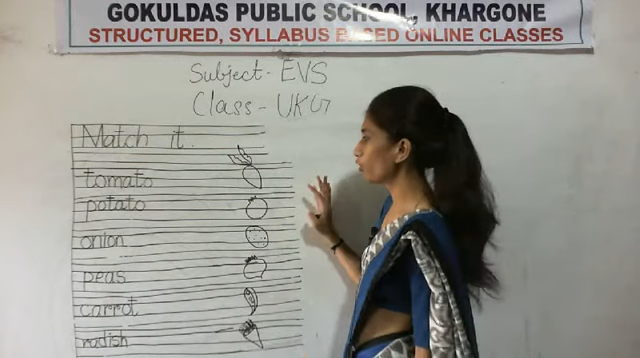 GOKULDAS PUBLIC SCHOOL, KHARGONE
STRUCTURED, SYLLABUS BASED ONLINE CLASSES
Subject- EVS
Class - UKG
Match it.
tomato
potato
onion
peas
carrot
radish